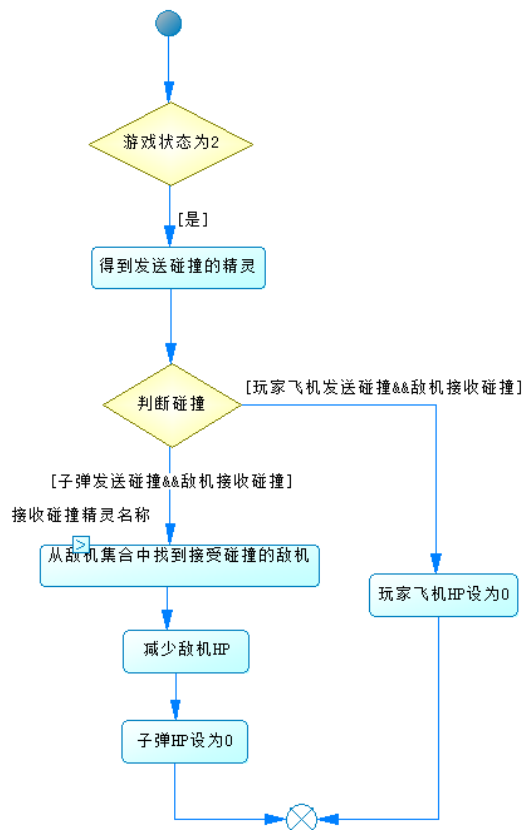 游戏状态为2
[是]
得到发送碰撞的精灵
[玩家飞机发送碰撞&&敌机接收碰撞]
判断碰撞
[子弹发送碰撞&&敌机接收碰撞]
接收碰撞精灵名称
>
从敌机集合中找到接受碰撞的敌机
玩家飞机HP设为0
减少敌机HP
子弹HP设为0